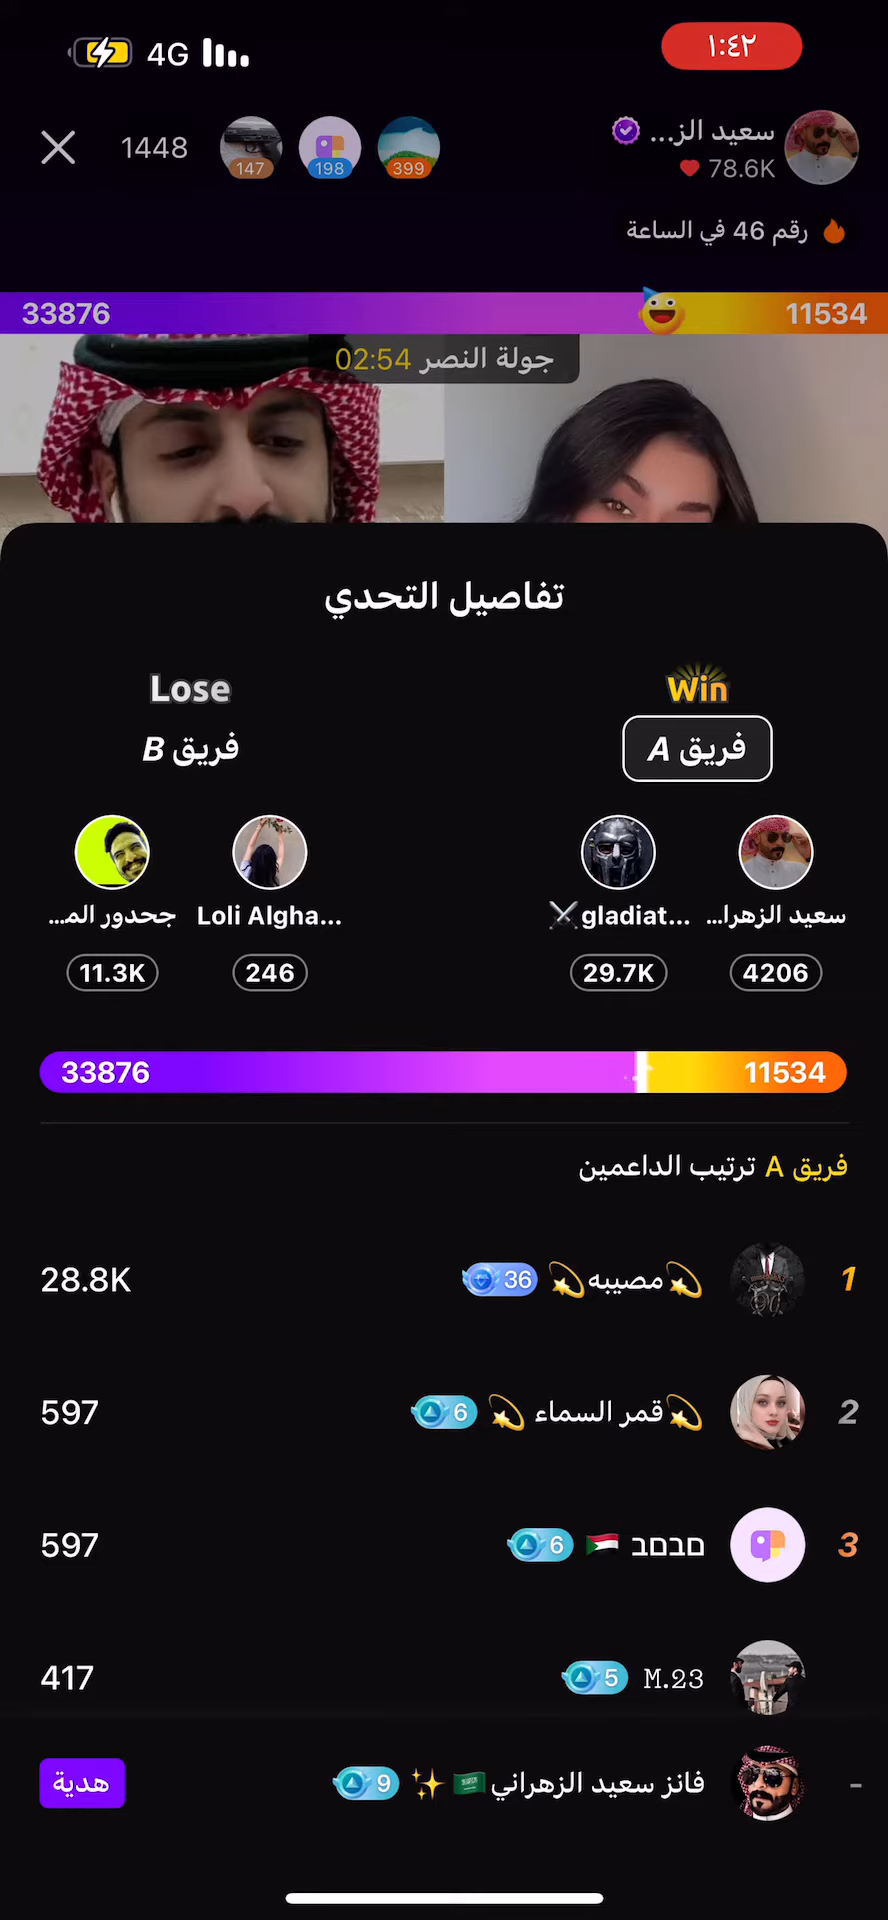 4G
١:٤٢
1448
147
198
399
سعيد الز...
78.6K
رقم 46 في الساعة
33876
11534
جولة النصر 02:54
تفاصيل التحدي
Lose
Win
فريق B
فريق A
جحدور الم...
Loli Algha...
gladiat...
سعيد الزهرا...
11.3K
246
29.7K
4206
33876
11534
فريق A ترتيب الداعمين
1
💫مصيبه💫
36
28.8K
2
💫قمر السماء 💫
6
597
3
מבמב 🇸🇩
6
597
M.23
5
417
-
فانز سعيد الزهراني🇸🇦✨
9
هدية